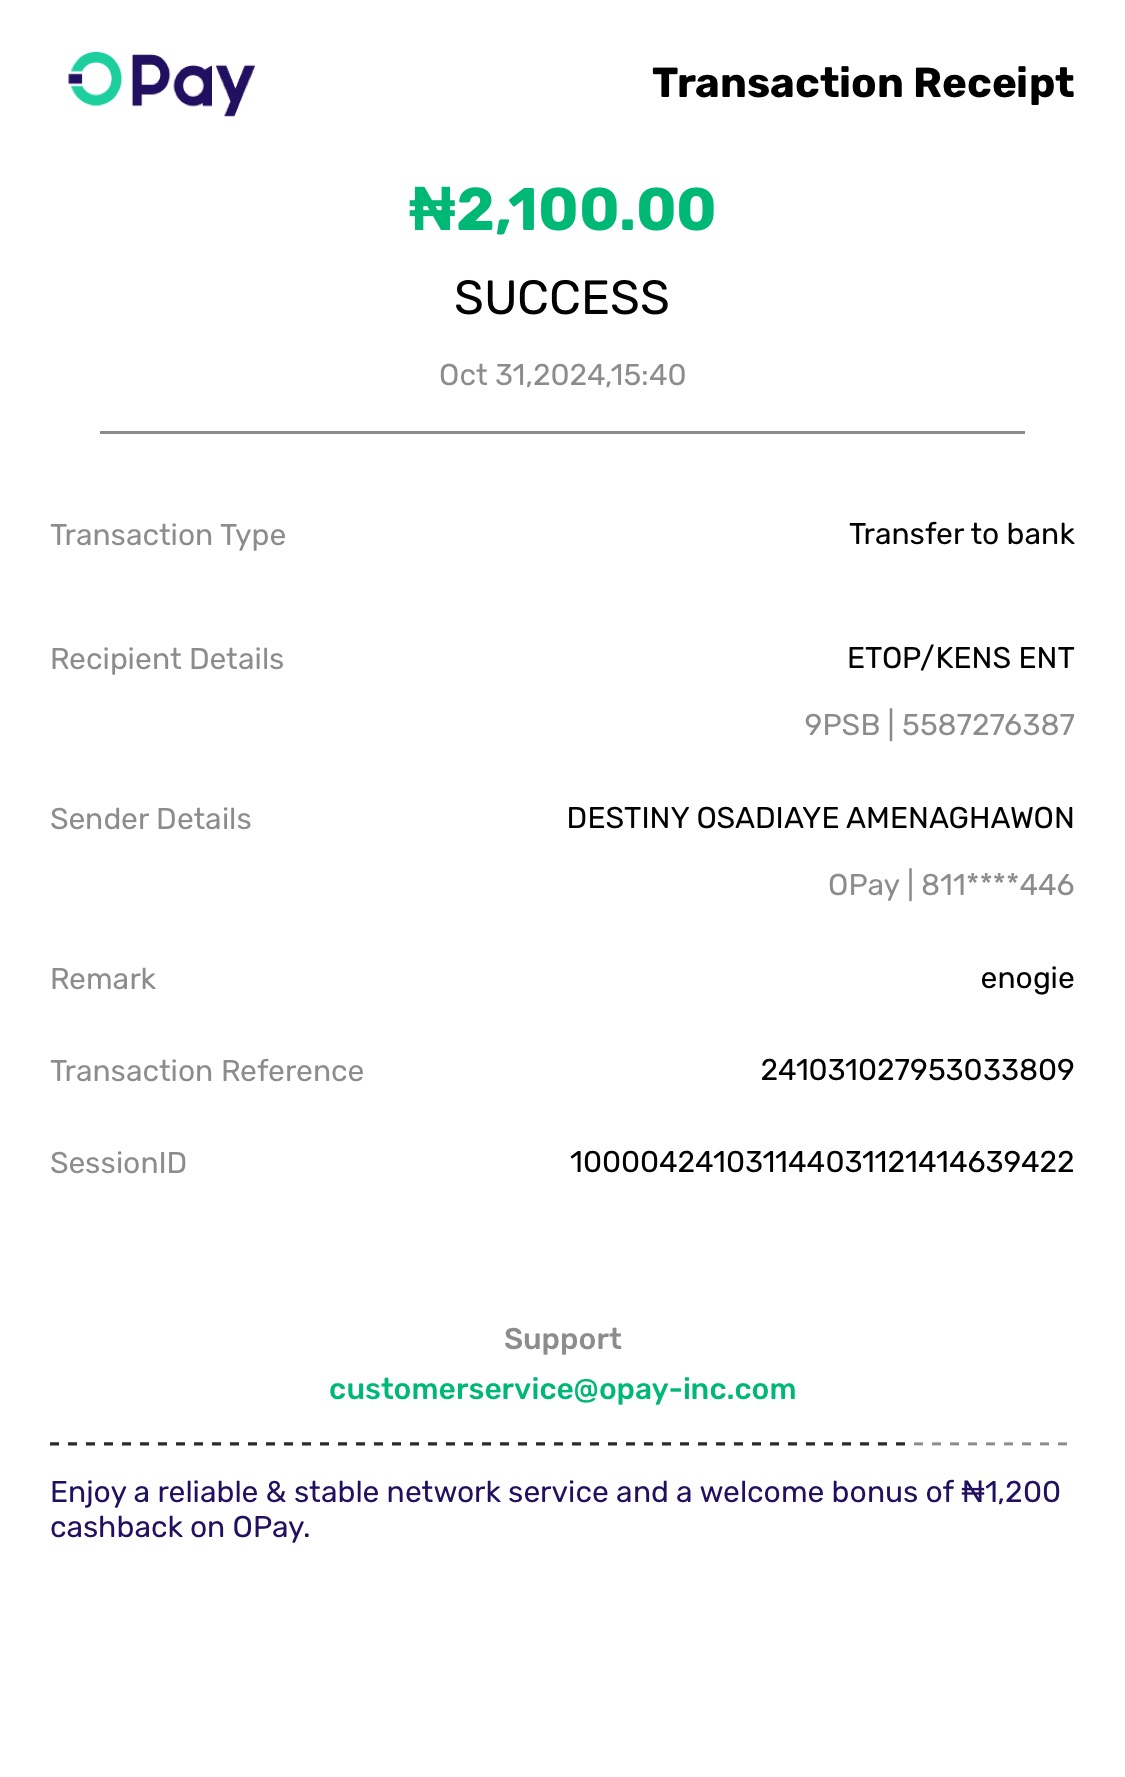 OPay
Transaction Receipt
₦2,100.00
SUCCESS
Oct 31,2024,15:40
Transaction Type Transfer to bank
Recipient Details ETOP/KENS ENT
9PSB | 5587276387
Sender Details DESTINY OSADIAYE AMENAGHAWON
OPay | 811****446
Remark enogie
Transaction Reference 241031027953033809
SessionID 100004241031144031121414639422
Support
customerservice@opay-inc.com
Enjoy a reliable & stable network service and a welcome bonus of ₦1,200
cashback on OPay.